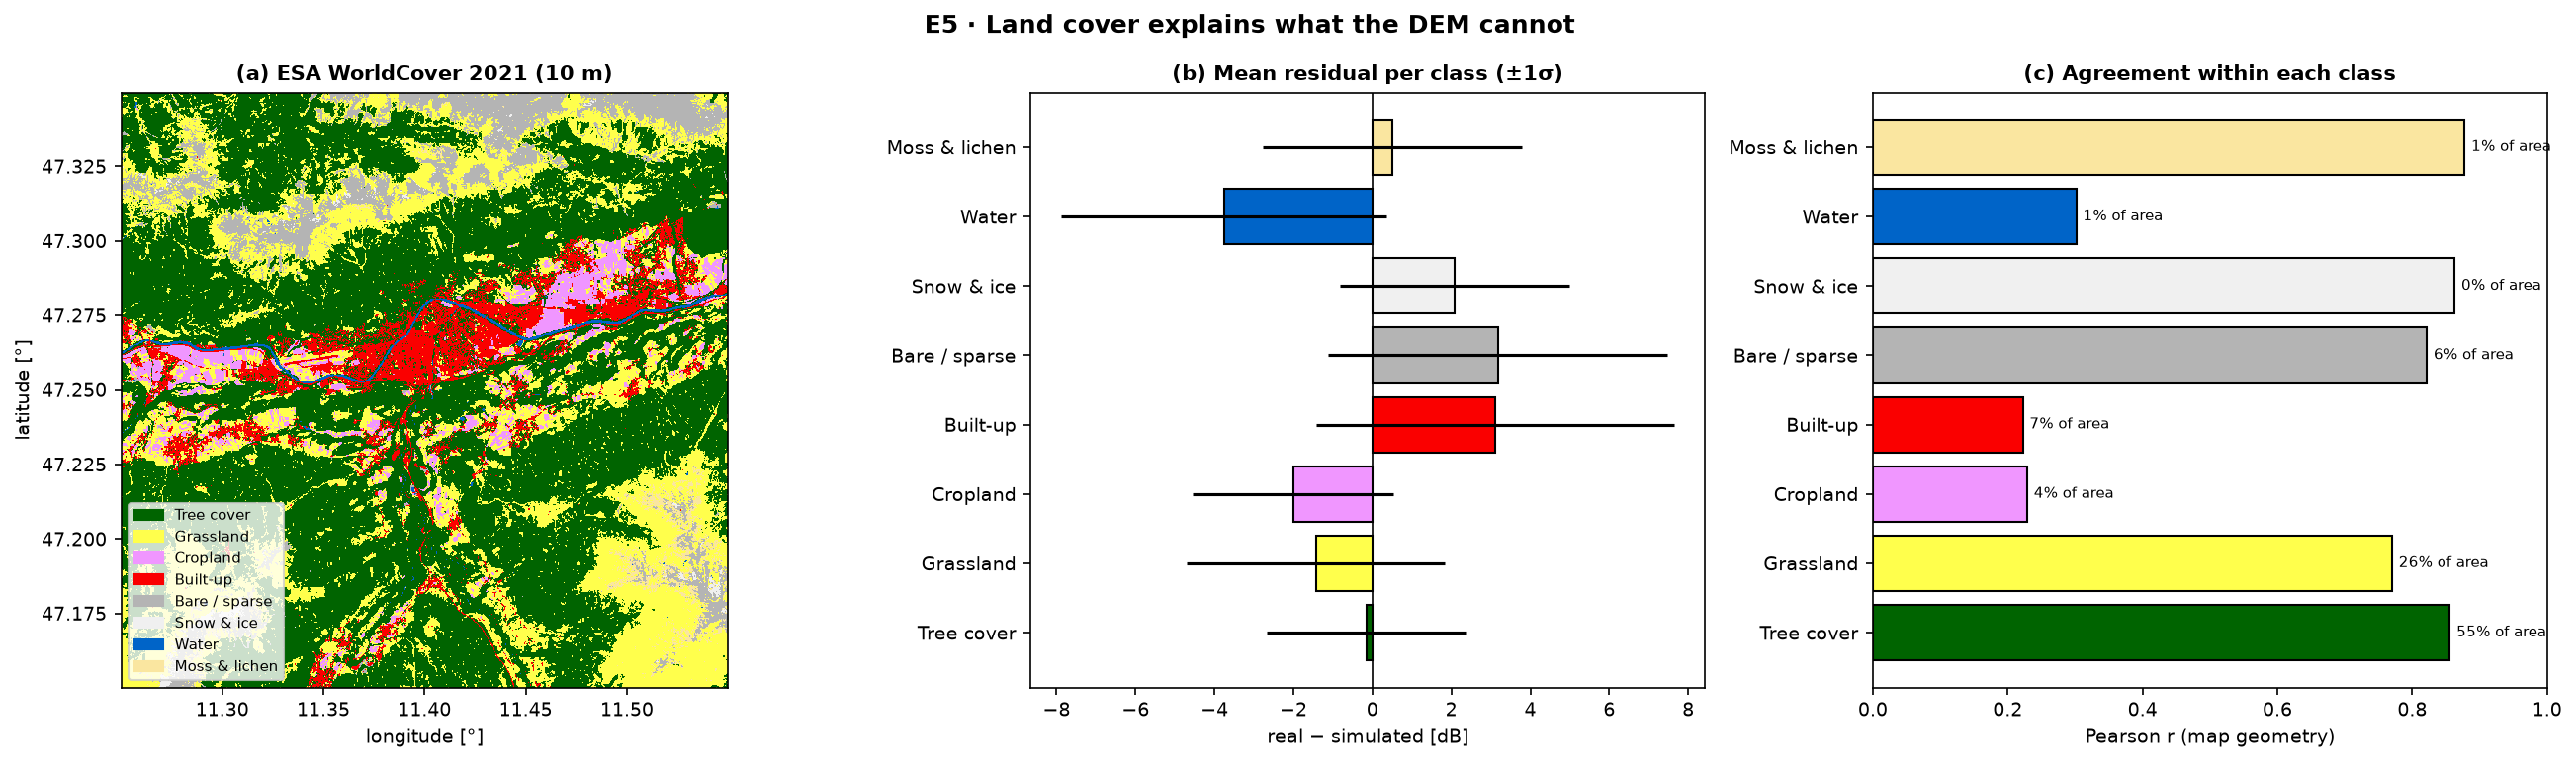 E5 · Land cover explains what the DEM cannot
(a) ESA WorldCover 2021 (10 m)
latitude [°]
47.325
47.300
47.275
47.250
47.225
47.200
47.175
Tree cover
Grassland
Cropland
Built-up
Bare / sparse
Snow & ice
Water
Moss & lichen
11.30 11.35 11.40 11.45 11.50
longitude [°]
(b) Mean residual per class (±1σ)
Moss & lichen
Water
Snow & ice
Bare / sparse
Built-up
Cropland
Grassland
Tree cover
−8 −6 −4 −2 0 2 4 6 8
real − simulated [dB]
(c) Agreement within each class
Moss & lichen 1% of area
Water 1% of area
Snow & ice 0% of area
Bare / sparse 6% of area
Built-up 7% of area
Cropland 4% of area
Grassland 26% of area
Tree cover 55% of area
0.0 0.2 0.4 0.6 0.8 1.0
Pearson r (map geometry)